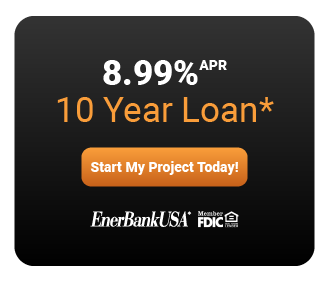 8.99% APR
10 Year Loan*
Start My Project Today!
EnerBankUSA® Member FDIC